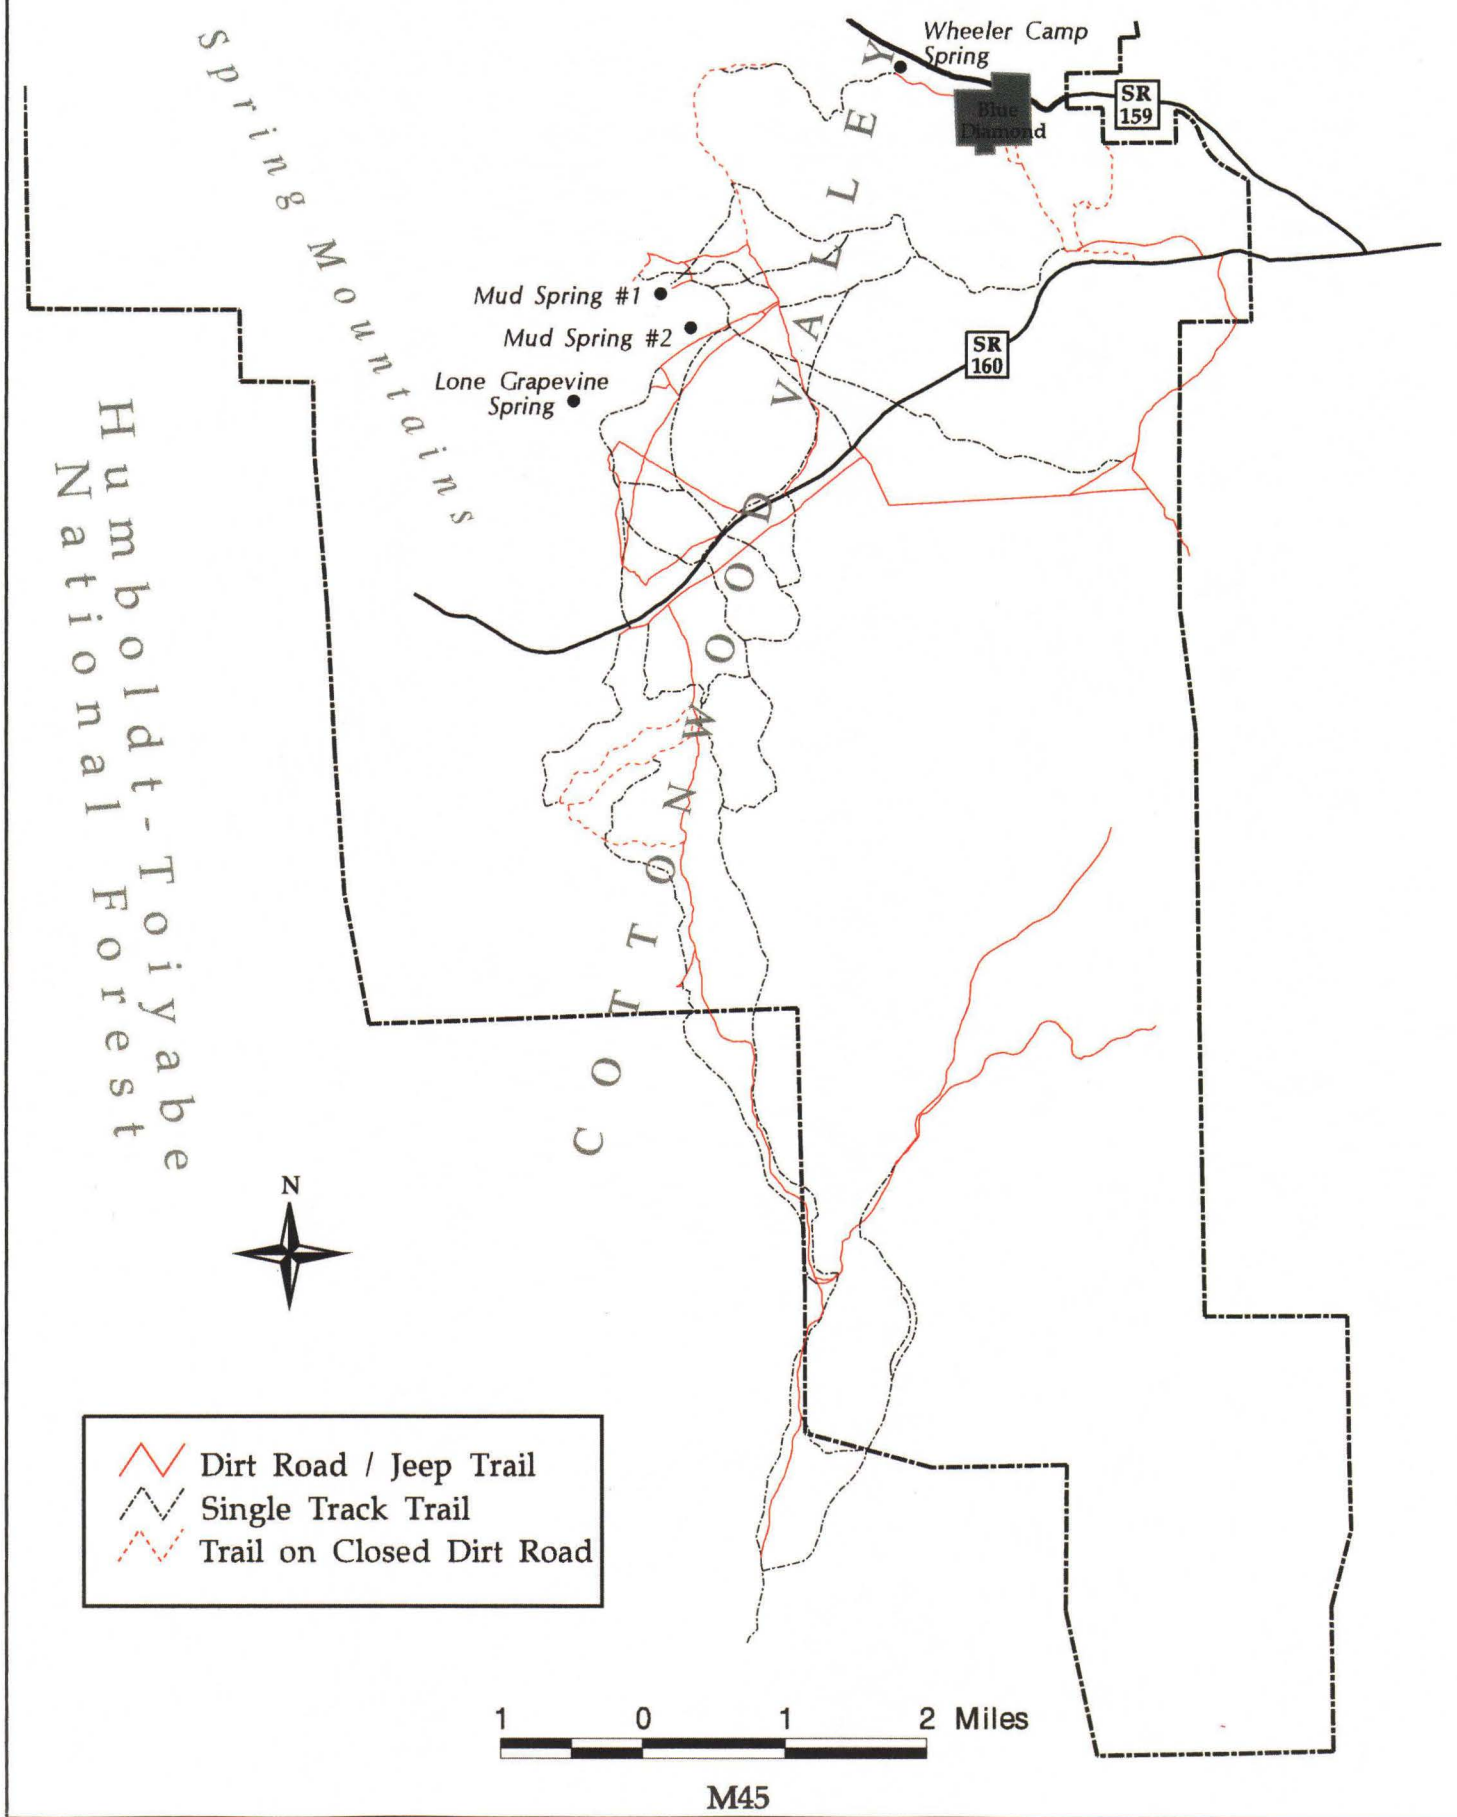 Wheeler Camp
Spring
Blue
Diamond
SR
159
Spring Mountains
COTTONWOOD VALLEY
Mud Spring #1
Mud Spring #2
SR
160
Lone Grapevine
Spring
Humboldt-Toiyabe
National Forest
N
Dirt Road / Jeep Trail
Single Track Trail
Trail on Closed Dirt Road
1 0 1 2 Miles
M45